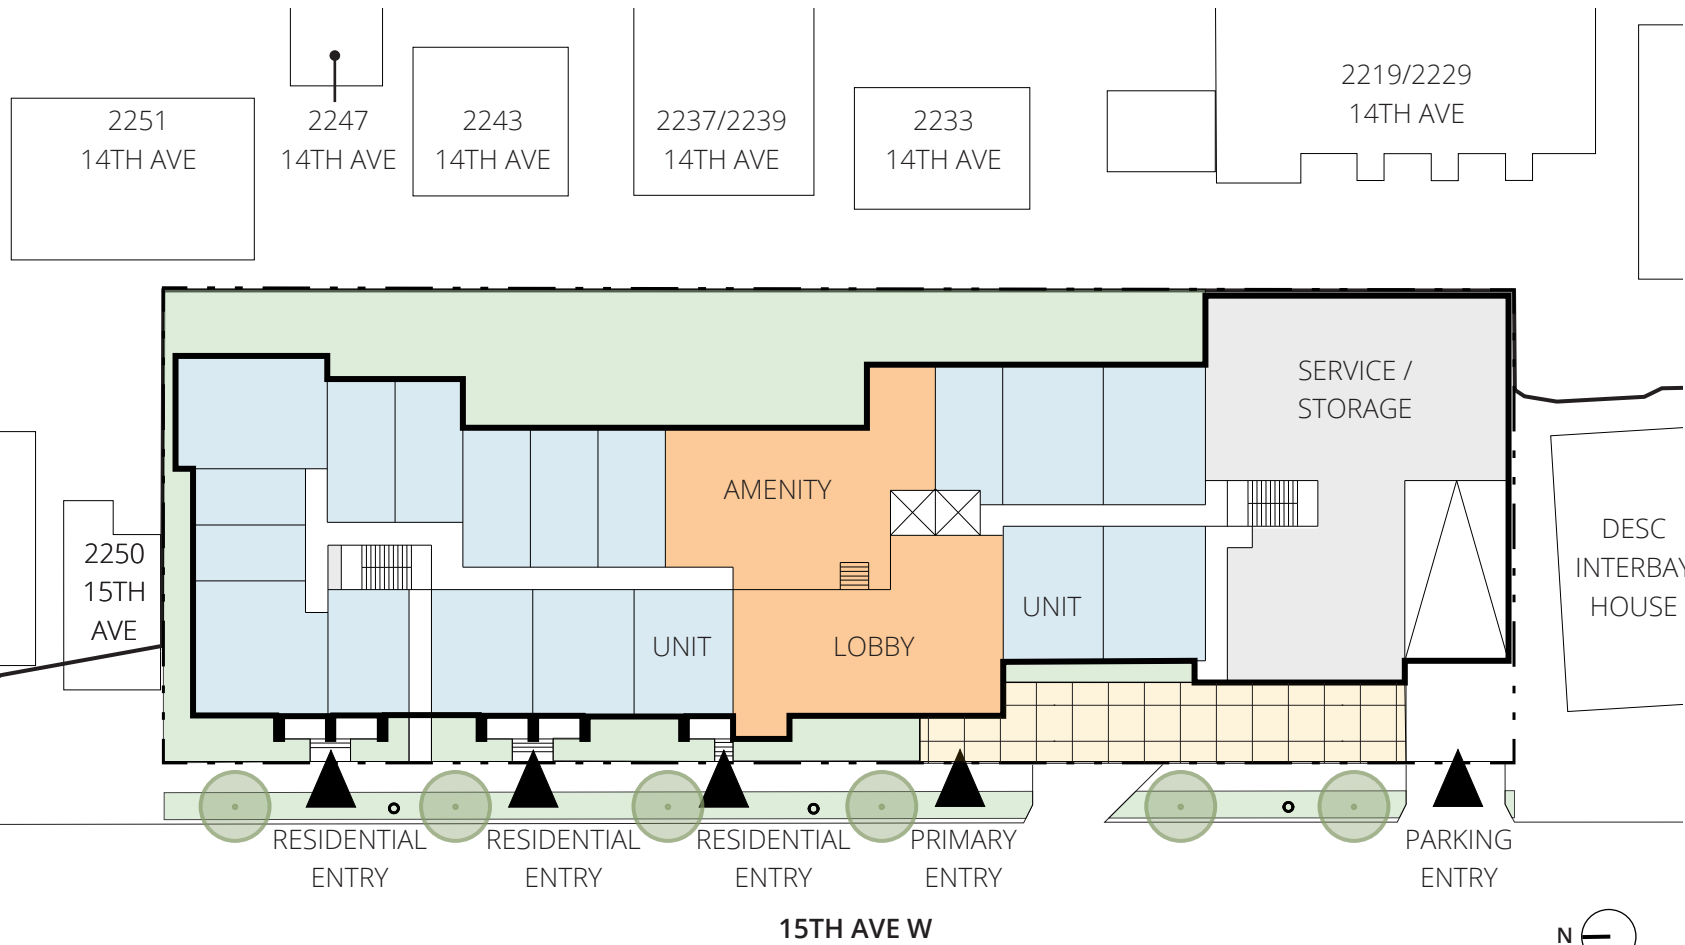 2219/2229
14TH AVE
2251
14TH AVE
2247
14TH AVE
2243
14TH AVE
2237/2239
14TH AVE
2233
14TH AVE
SERVICE /
STORAGE
AMENITY
2250
15TH
AVE
DESC
INTERBAY
HOUSE
UNIT
UNIT
LOBBY
RESIDENTIAL
ENTRY
RESIDENTIAL
ENTRY
RESIDENTIAL
ENTRY
PRIMARY
ENTRY
PARKING
ENTRY
15TH AVE W
N